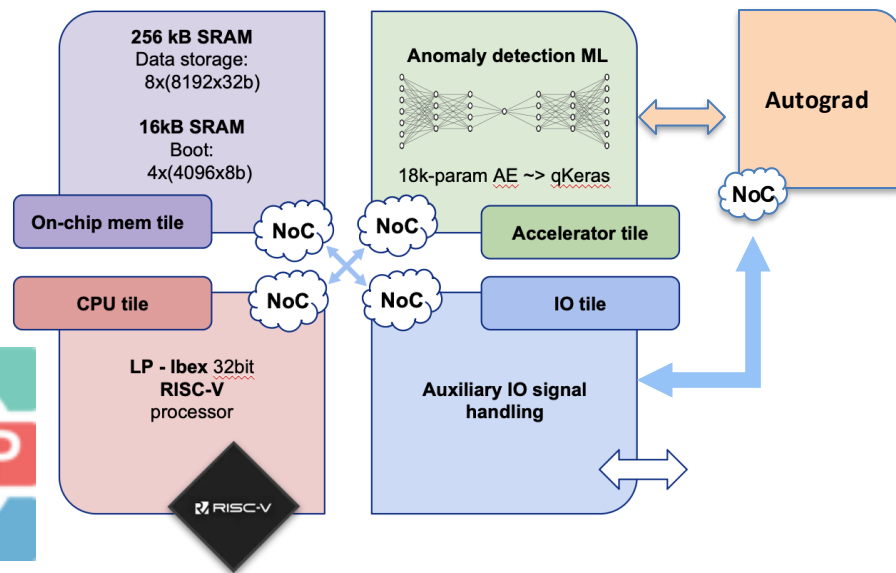 256 kB SRAM
Data storage:
8x(8192x32b)
16kB SRAM
Boot:
4x(4096x8b)
On-chip mem tile
NoC
Anomaly detection ML
18k-param AE ~> qKeras
NoC
Accelerator tile
Autograd
NoC
CPU tile
NoC
LP - Ibex 32bit
RISC-V
processor
RISC-V
NoC
IO tile
Auxiliary IO signal
handling
P